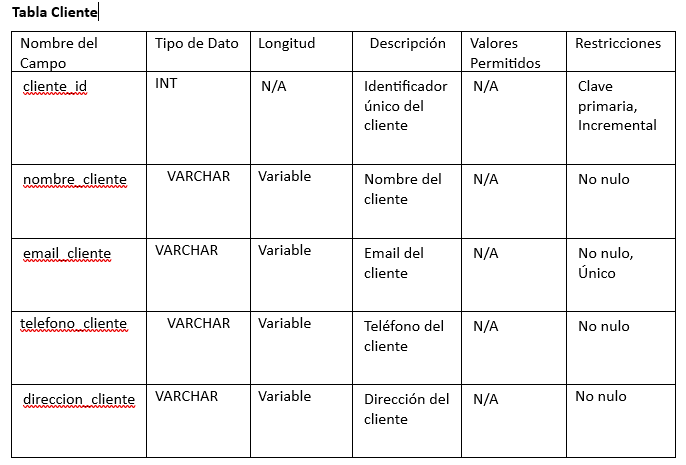 Tabla Cliente
Nombre del Campo Tipo de Dato Longitud Descripción Valores Permitidos Restricciones
cliente_id INT N/A Identificador único del cliente N/A Clave primaria, Incremental
nombre_cliente VARCHAR Variable Nombre del cliente N/A No nulo
email_cliente VARCHAR Variable Email del cliente N/A No nulo, Único
telefono_cliente VARCHAR Variable Teléfono del cliente N/A No nulo
direccion_cliente VARCHAR Variable Dirección del cliente N/A No nulo